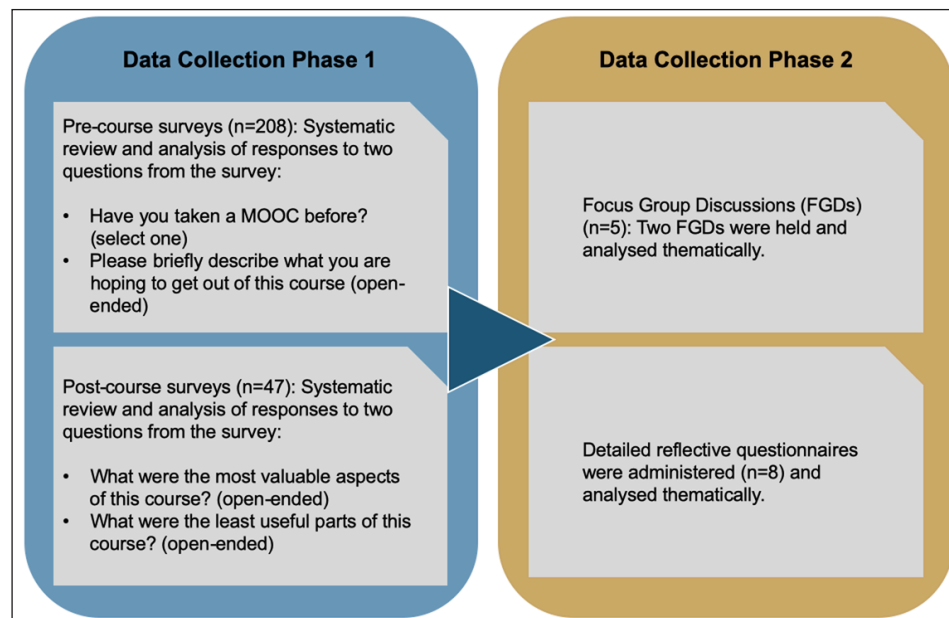 Data Collection Phase 1
Pre-course surveys (n=208): Systematic
review and analysis of responses to two
questions from the survey:
• Have you taken a MOOC before?
(select one)
• Please briefly describe what you are
hoping to get out of this course (open-
ended)
Post-course surveys (n=47): Systematic
review and analysis of responses to two
questions from the survey:
• What were the most valuable aspects
of this course? (open-ended)
• What were the least useful parts of this
course? (open-ended)
Data Collection Phase 2
Focus Group Discussions (FGDs)
(n=5): Two FGDs were held and
analysed thematically.
Detailed reflective questionnaires
were administered (n=8) and
analysed thematically.